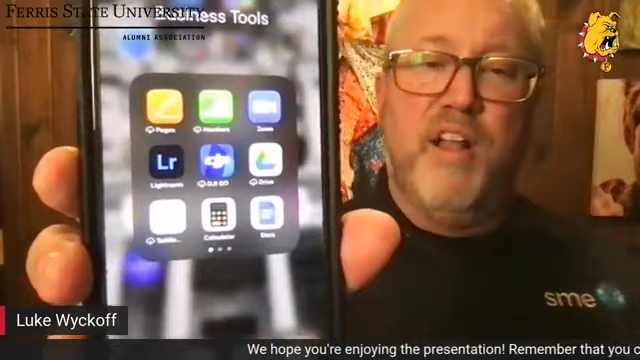 FERRIS STATE UNIVERSITY
ALUMNI ASSOCIATION
Business Tools
Pages
Numbers
Zoom
Lr
Lightroom
DJI GO
Drive
Calculator
Docs
F
sme
Luke Wyckoff
We hope you're enjoying the presentation! Remember that you c